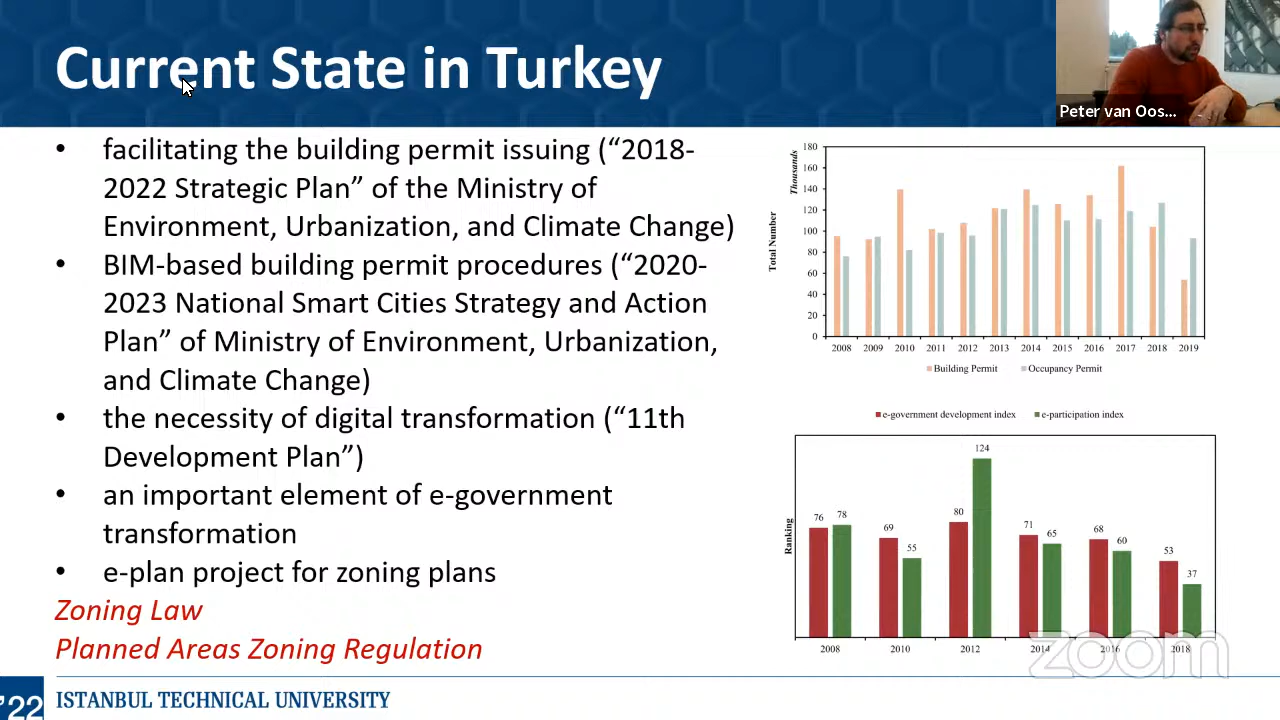 Current State in Turkey
Peter van Oos...
• facilitating the building permit issuing (“2018-
2022 Strategic Plan” of the Ministry of
Environment, Urbanization, and Climate Change)
• BIM-based building permit procedures (“2020-
2023 National Smart Cities Strategy and Action
Plan” of Ministry of Environment, Urbanization,
and Climate Change)
• the necessity of digital transformation (“11th
Development Plan”)
• an important element of e-government
transformation
• e-plan project for zoning plans
Zoning Law
Planned Areas Zoning Regulation
Total Number
Thousands
180
160
140
120
100
80
60
40
20
0
2008 2009 2010 2011 2012 2013 2014 2015 2016 2017 2018 2019
Building Permit Occupancy Permit
e-government development index e-participation index
Ranking
76 78 69 55 80 124 71 65 68 60 53 37
2008 2010 2012 2014 2016 2018
zoom
'22 ISTANBUL TECHNICAL UNIVERSITY